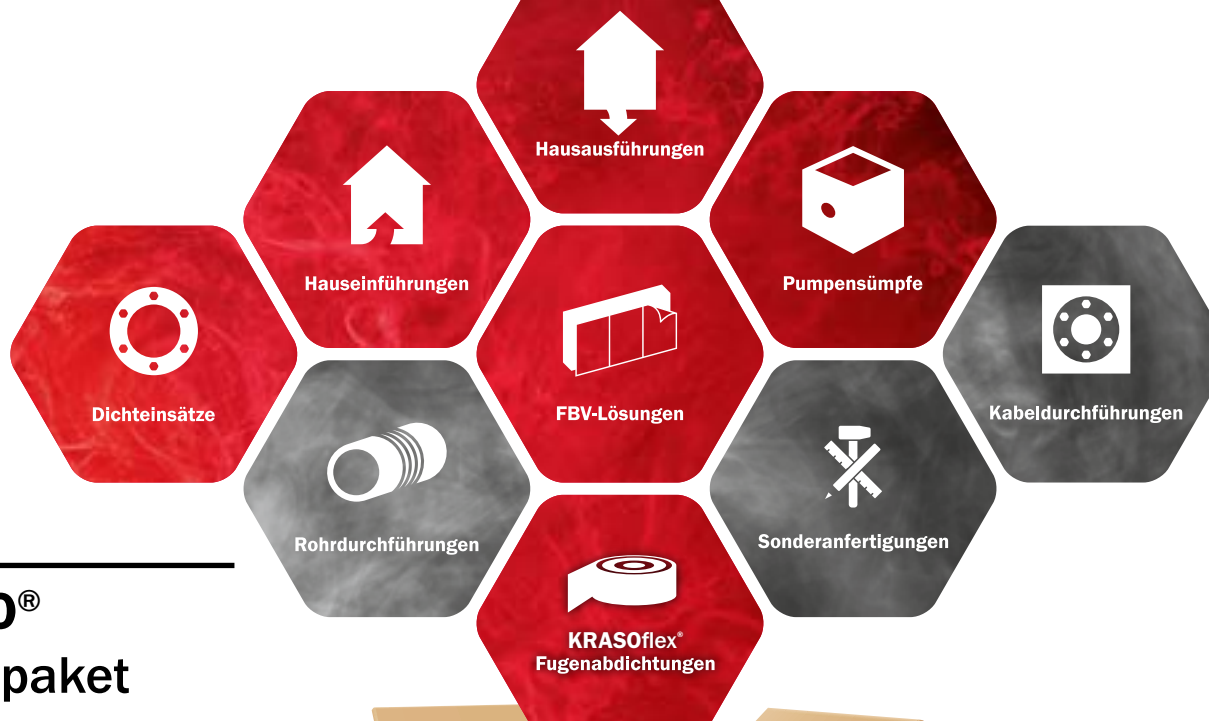 Hausausführungen
Hauseinführungen
Pumpensümpfe
Dichteinsätze
FBV-Lösungen
Kabeldurchführungen
Rohrdurchführungen
Sonderanfertigungen
KRASOflex®
Fugenabdichtungen
®
paket